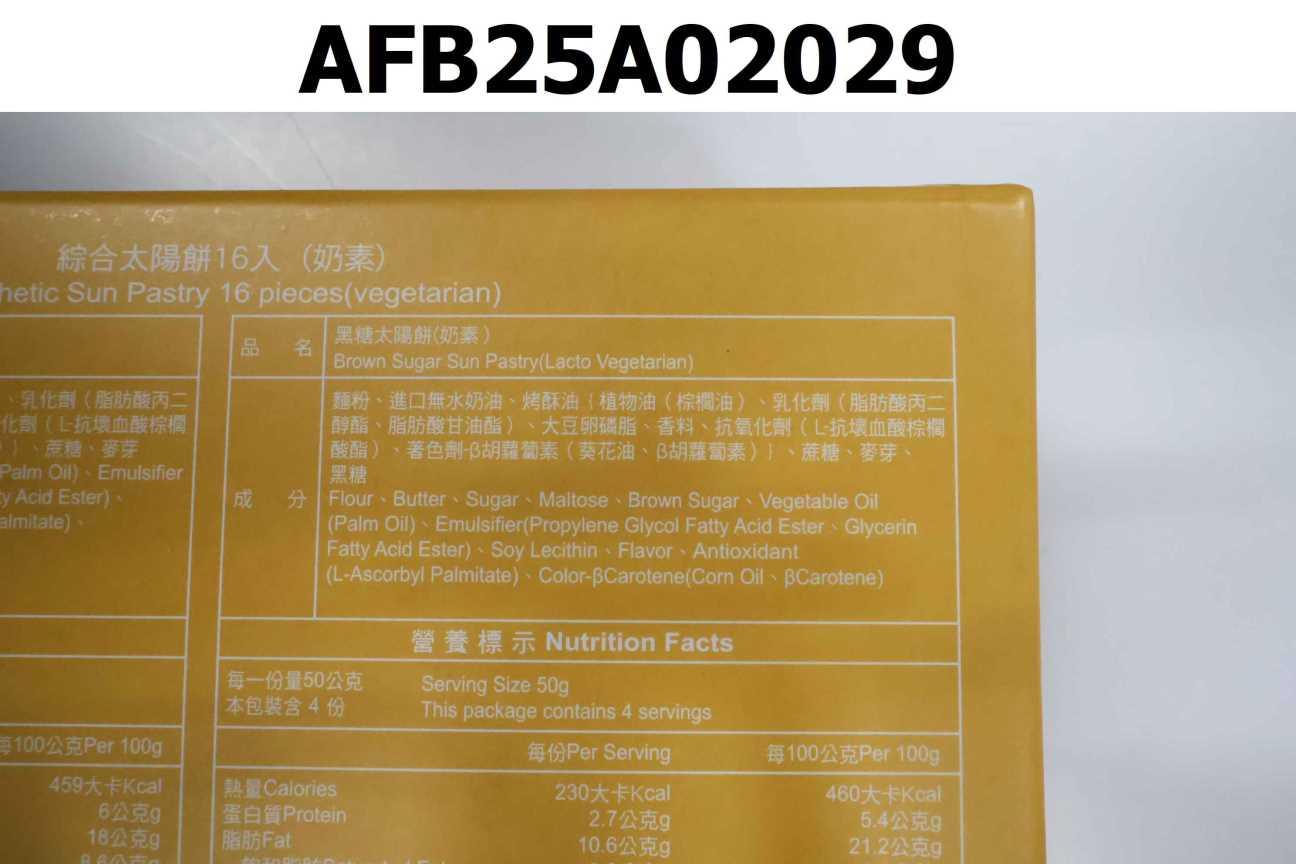 AFB25A02029
綜合太陽餅16入（奶素）
hetic Sun Pastry 16 pieces(vegetarian)
、乳化劑（脂肪酸丙二
化劑（L-抗壞血酸棕櫚
）｝、蔗糖、麥芽
Palm Oil)、Emulsifier
ty Acid Ester)、
almitate)、
每100公克Per 100g
459大卡Kcal
6公克g
18公克g
8.6公克g
品　名
黑糖太陽餅(奶素）
Brown Sugar Sun Pastry(Lacto Vegetarian)
成　分
麵粉、進口無水奶油、烤酥油｛植物油（棕櫚油）、乳化劑（脂肪酸丙二
醇酯、脂肪酸甘油酯）、大豆卵磷脂、香料、抗氧化劑（L-抗壞血酸棕櫚
酸酯）、著色劑-β胡蘿蔔素（葵花油、β胡蘿蔔素）｝、蔗糖、麥芽、
黑糖
Flour、Butter、Sugar、Maltose、Brown Sugar、Vegetable Oil
(Palm Oil)、Emulsifier(Propylene Glycol Fatty Acid Ester、Glycerin
Fatty Acid Ester)、Soy Lecithin、Flavor、Antioxidant
(L-Ascorbyl Palmitate)、Color-βCarotene(Corn Oil、βCarotene)
營養標示 Nutrition Facts
每一份量50公克　Serving Size 50g
本包裝含 4 份　This package contains 4 servings
每份Per Serving　每100公克Per 100g
熱量Calories　230大卡Kcal　460大卡Kcal
蛋白質Protein　2.7公克g　5.4公克g
脂肪Fat　10.6公克g　21.2公克g